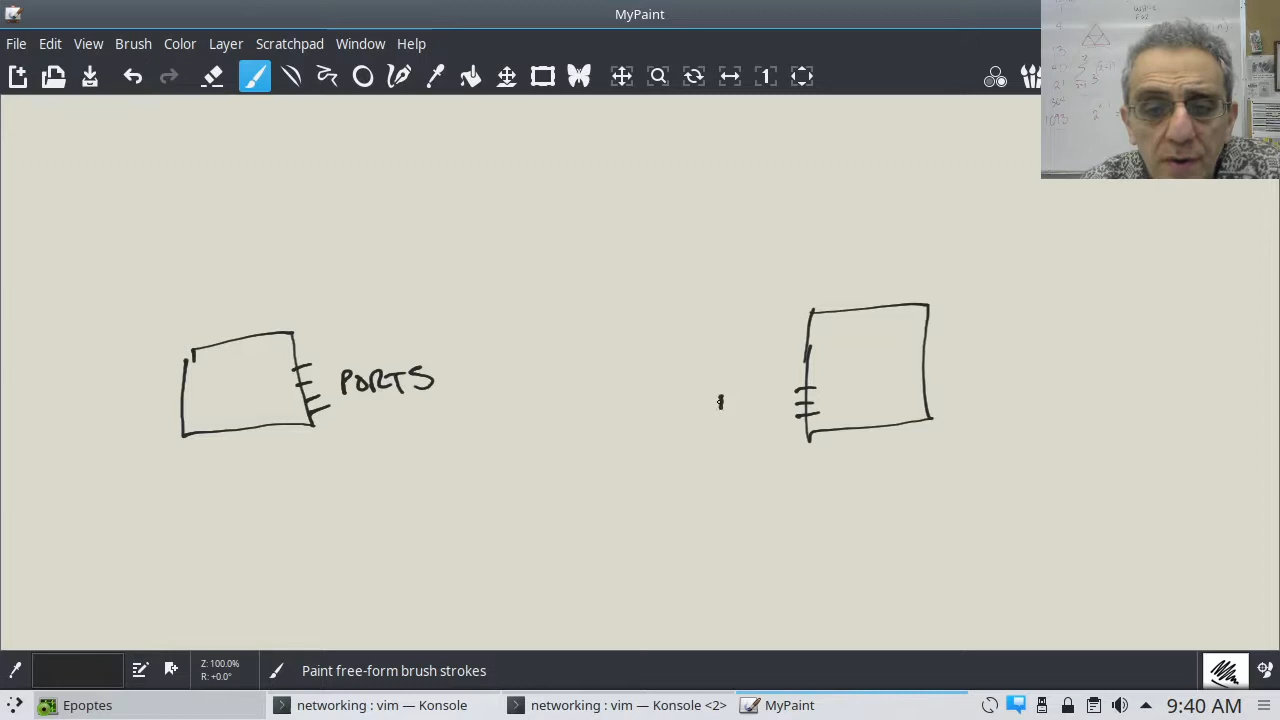 MyPaint
File Edit View Brush Color Layer Scratchpad Window Help
PORTS
Z: 100.0%
R: +0.0°
Paint free-form brush strokes
Epoptes
networking : vim — Konsole
networking : vim — Konsole <2>
MyPaint
9:40 AM